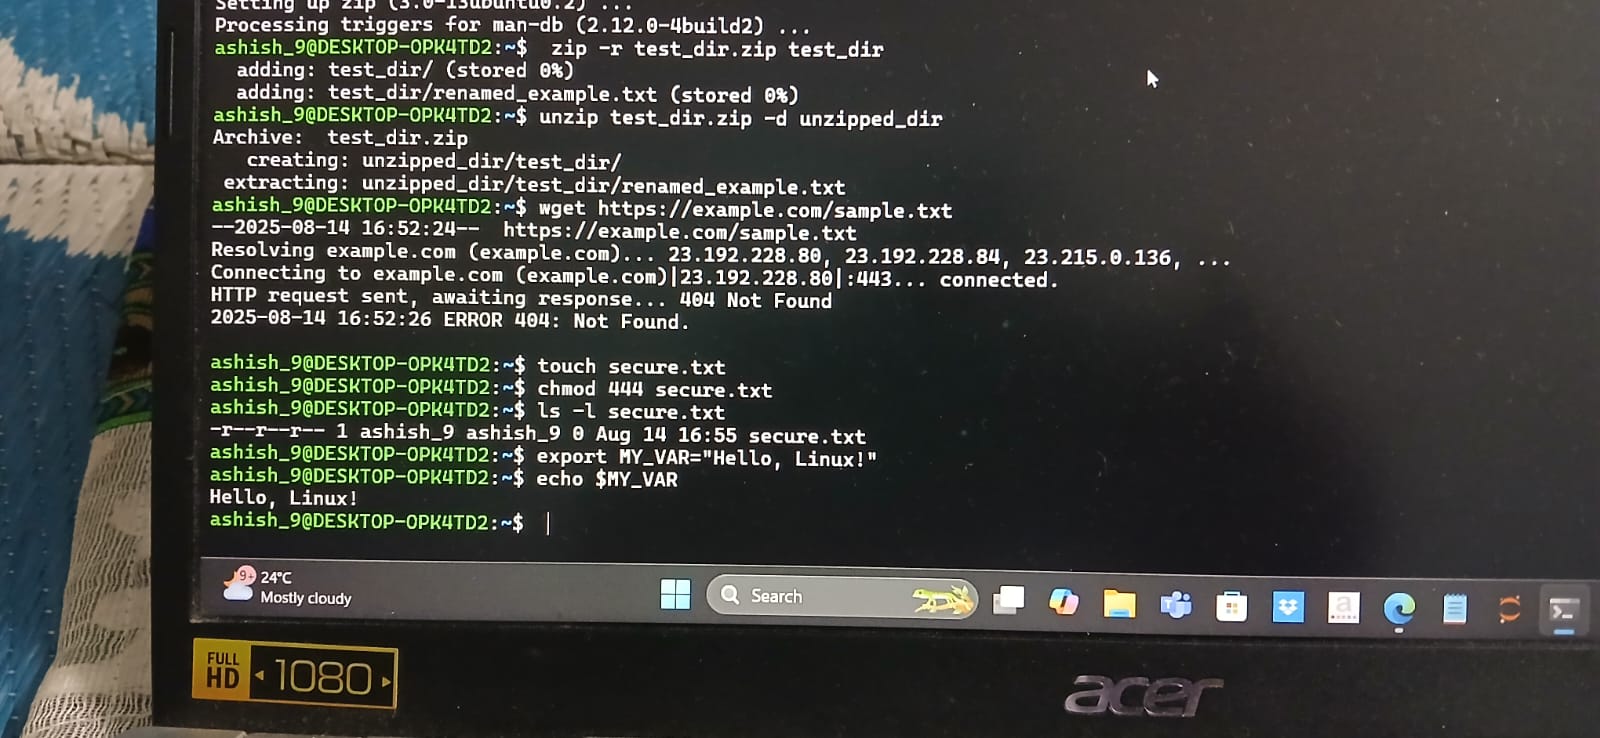 Setting up zip (3.0-13ubuntu0.2) ...
Processing triggers for man-db (2.12.0-4build2) ...
ashish_9@DESKTOP-OPK4TD2:~$  zip -r test_dir.zip test_dir
  adding: test_dir/ (stored 0%)
  adding: test_dir/renamed_example.txt (stored 0%)
ashish_9@DESKTOP-OPK4TD2:~$ unzip test_dir.zip -d unzipped_dir
Archive:  test_dir.zip
   creating: unzipped_dir/test_dir/
 extracting: unzipped_dir/test_dir/renamed_example.txt
ashish_9@DESKTOP-OPK4TD2:~$ wget https://example.com/sample.txt
--2025-08-14 16:52:24--  https://example.com/sample.txt
Resolving example.com (example.com)... 23.192.228.80, 23.192.228.84, 23.215.0.136, ...
Connecting to example.com (example.com)|23.192.228.80|:443... connected.
HTTP request sent, awaiting response... 404 Not Found
2025-08-14 16:52:26 ERROR 404: Not Found.
ashish_9@DESKTOP-OPK4TD2:~$ touch secure.txt
ashish_9@DESKTOP-OPK4TD2:~$ chmod 444 secure.txt
ashish_9@DESKTOP-OPK4TD2:~$ ls -l secure.txt
-r--r--r-- 1 ashish_9 ashish_9 0 Aug 14 16:55 secure.txt
ashish_9@DESKTOP-OPK4TD2:~$ export MY_VAR="Hello, Linux!"
ashish_9@DESKTOP-OPK4TD2:~$ echo $MY_VAR
Hello, Linux!
ashish_9@DESKTOP-OPK4TD2:~$
9+ 24°C
Mostly cloudy
Search
FULL HD 1080
acer